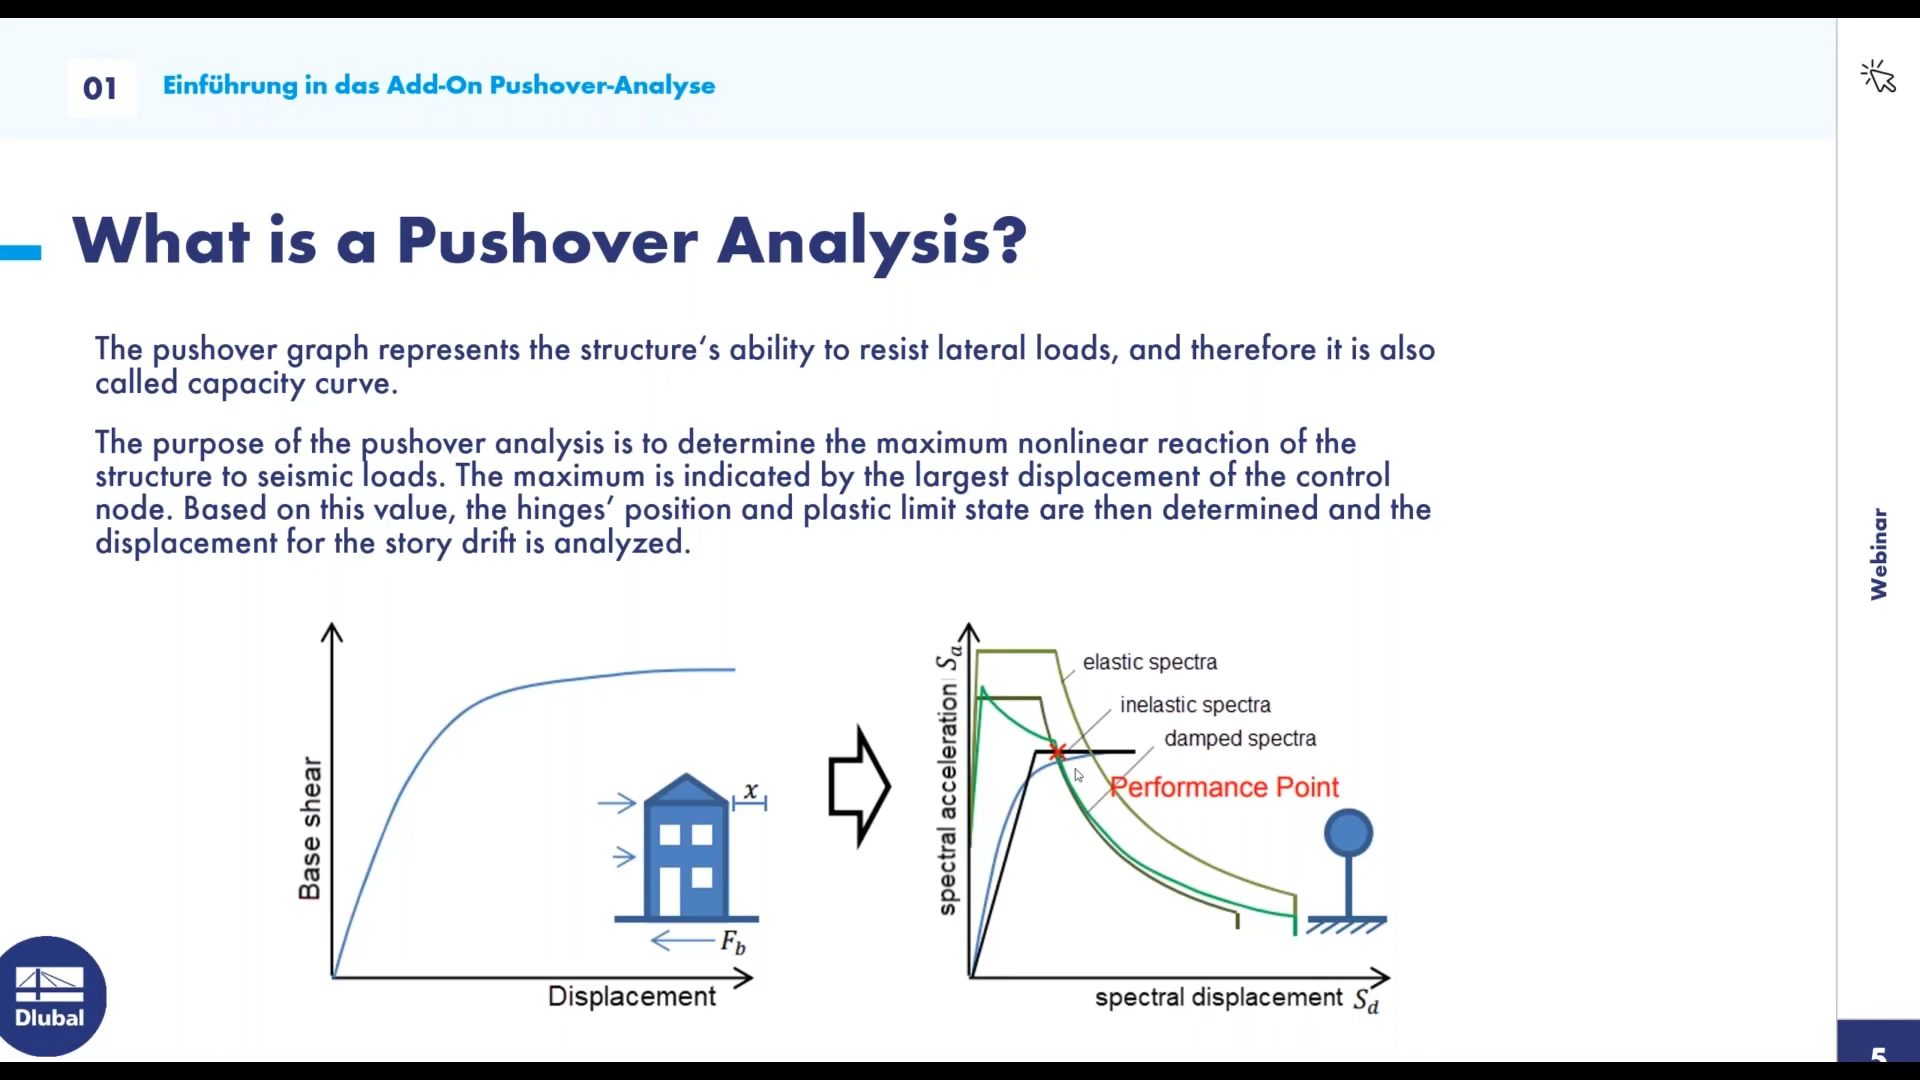 01
Einführung in das Add-On Pushover-Analyse
What is a Pushover Analysis?
The pushover graph represents the structure's ability to resist lateral loads, and therefore it is also
called capacity curve.
The purpose of the pushover analysis is to determine the maximum nonlinear reaction of the
structure to seismic loads. The maximum is indicated by the largest displacement of the control
node. Based on this value, the hinges' position and plastic limit state are then determined and the
displacement for the story drift is analyzed.
Base shear
x
F_b
Displacement
spectral acceleration S_a
elastic spectra
inelastic spectra
damped spectra
Performance Point
spectral displacement S_d
Webinar
Dlubal
5